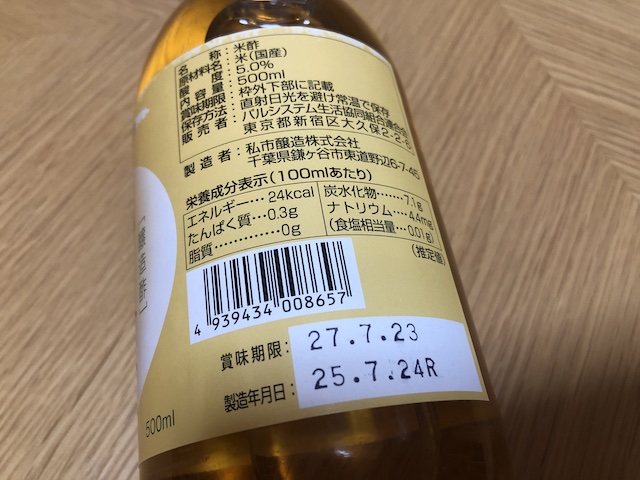 名称：米酢
原材料名：米(国産)
酸度：5.0%
内容量：500ml
賞味期限：枠外下部に記載
保存方法：直射日光を避け常温で保存
販売者：パルシステム生活協同組合連合会
東京都新宿区大久保2-2-6
製造者：私市醸造株式会社
千葉県鎌ヶ谷市東道野辺6-7-45
栄養成分表示(100mlあたり)
エネルギー…24kcal
たんぱく質…0.3g
脂質…………0g
炭水化物……7.1g
ナトリウム…4.4mg
(食塩相当量…0.01g)
(推定値)
4 939434 008657
賞味期限：27.7.23
製造年月日：25.7.24R
醸造酢
500ml